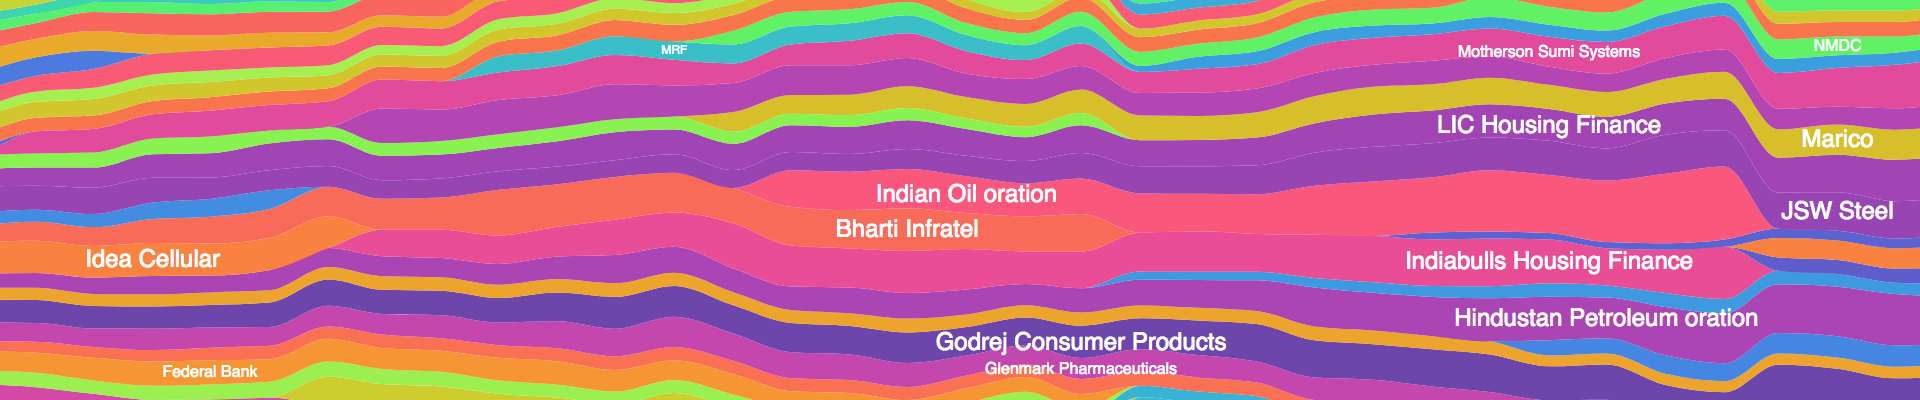 MRF
Motherson Sumi Systems
NMDC
LIC Housing Finance
Marico
Indian Oil oration
JSW Steel
Bharti Infratel
Idea Cellular
Indiabulls Housing Finance
Hindustan Petroleum oration
Godrej Consumer Products
Federal Bank
Glenmark Pharmaceuticals